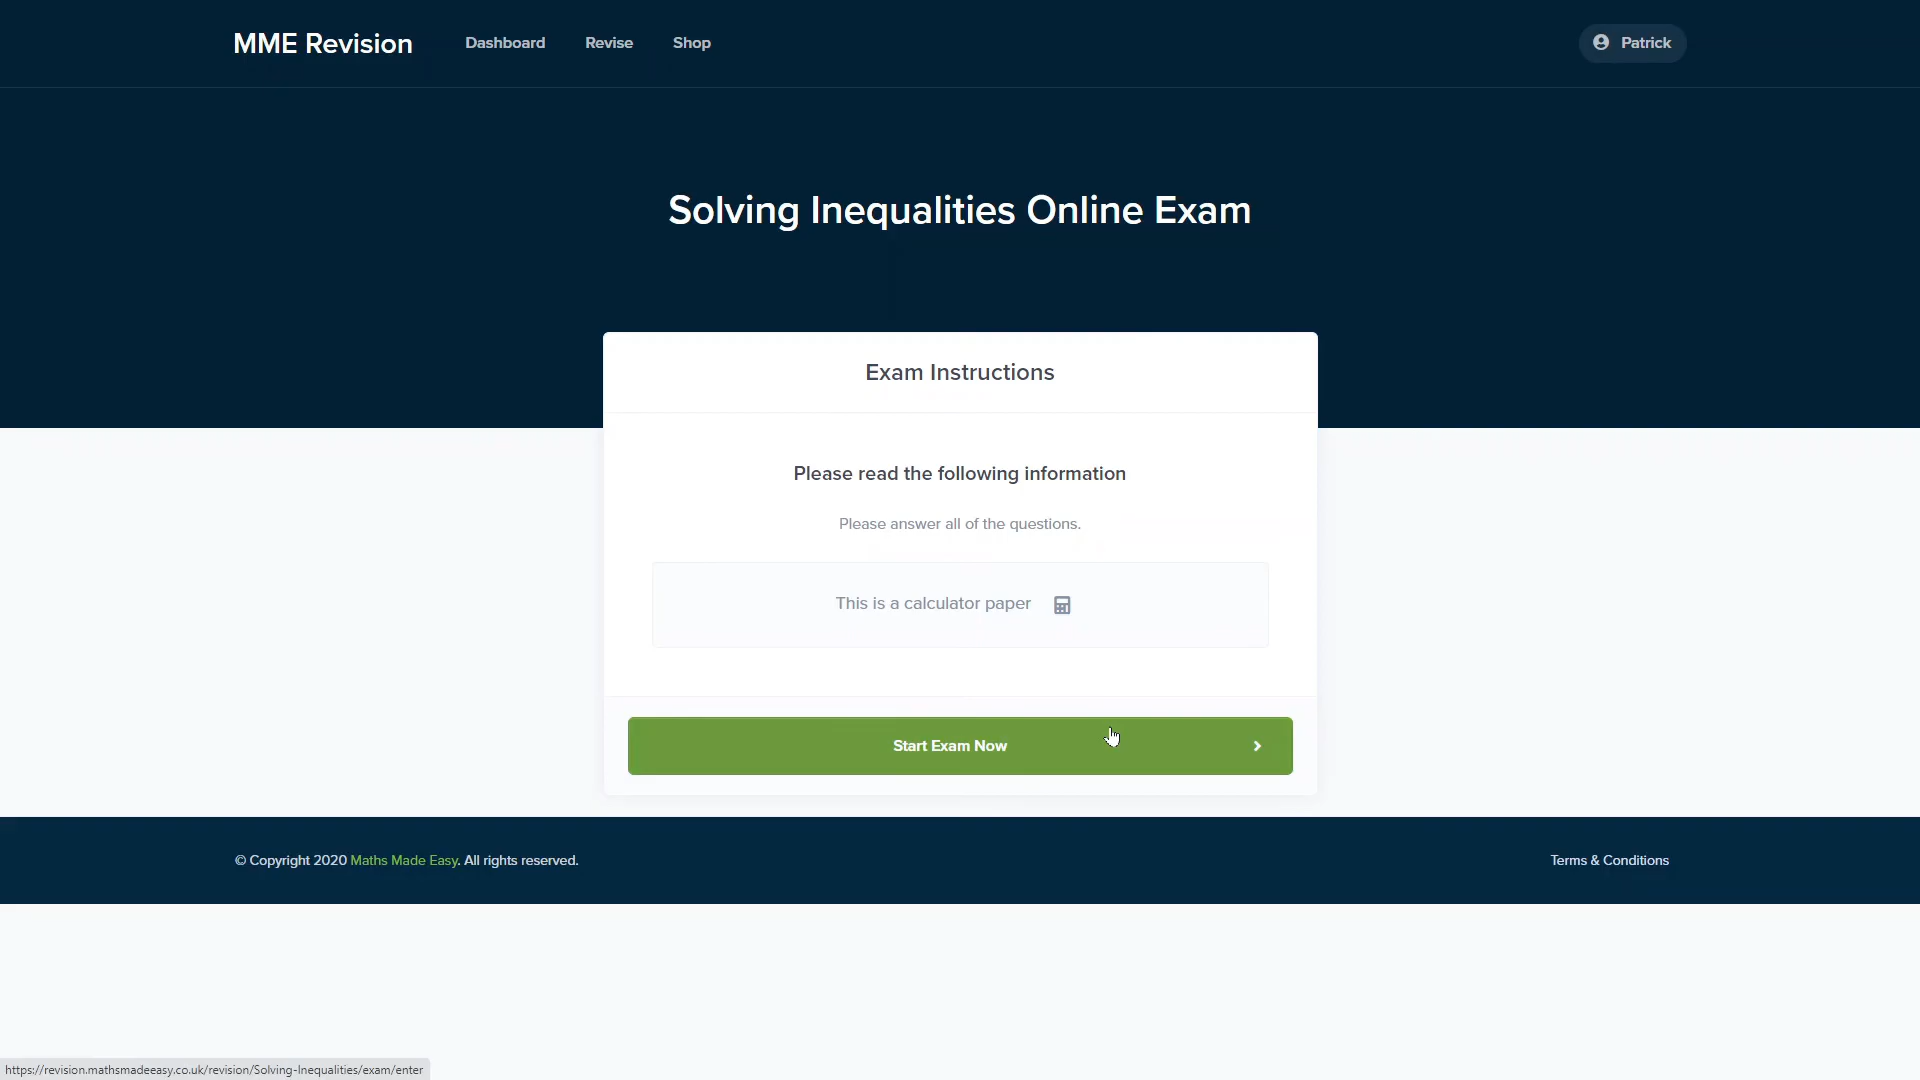 MME Revision
Dashboard
Revise
Shop
Patrick
Solving Inequalities Online Exam
Exam Instructions
Please read the following information
Please answer all of the questions.
This is a calculator paper
Start Exam Now
© Copyright 2020 Maths Made Easy. All rights reserved.
Terms & Conditions
https://revision.mathsmadeeasy.co.uk/revision/Solving-Inequalities/exam/enter